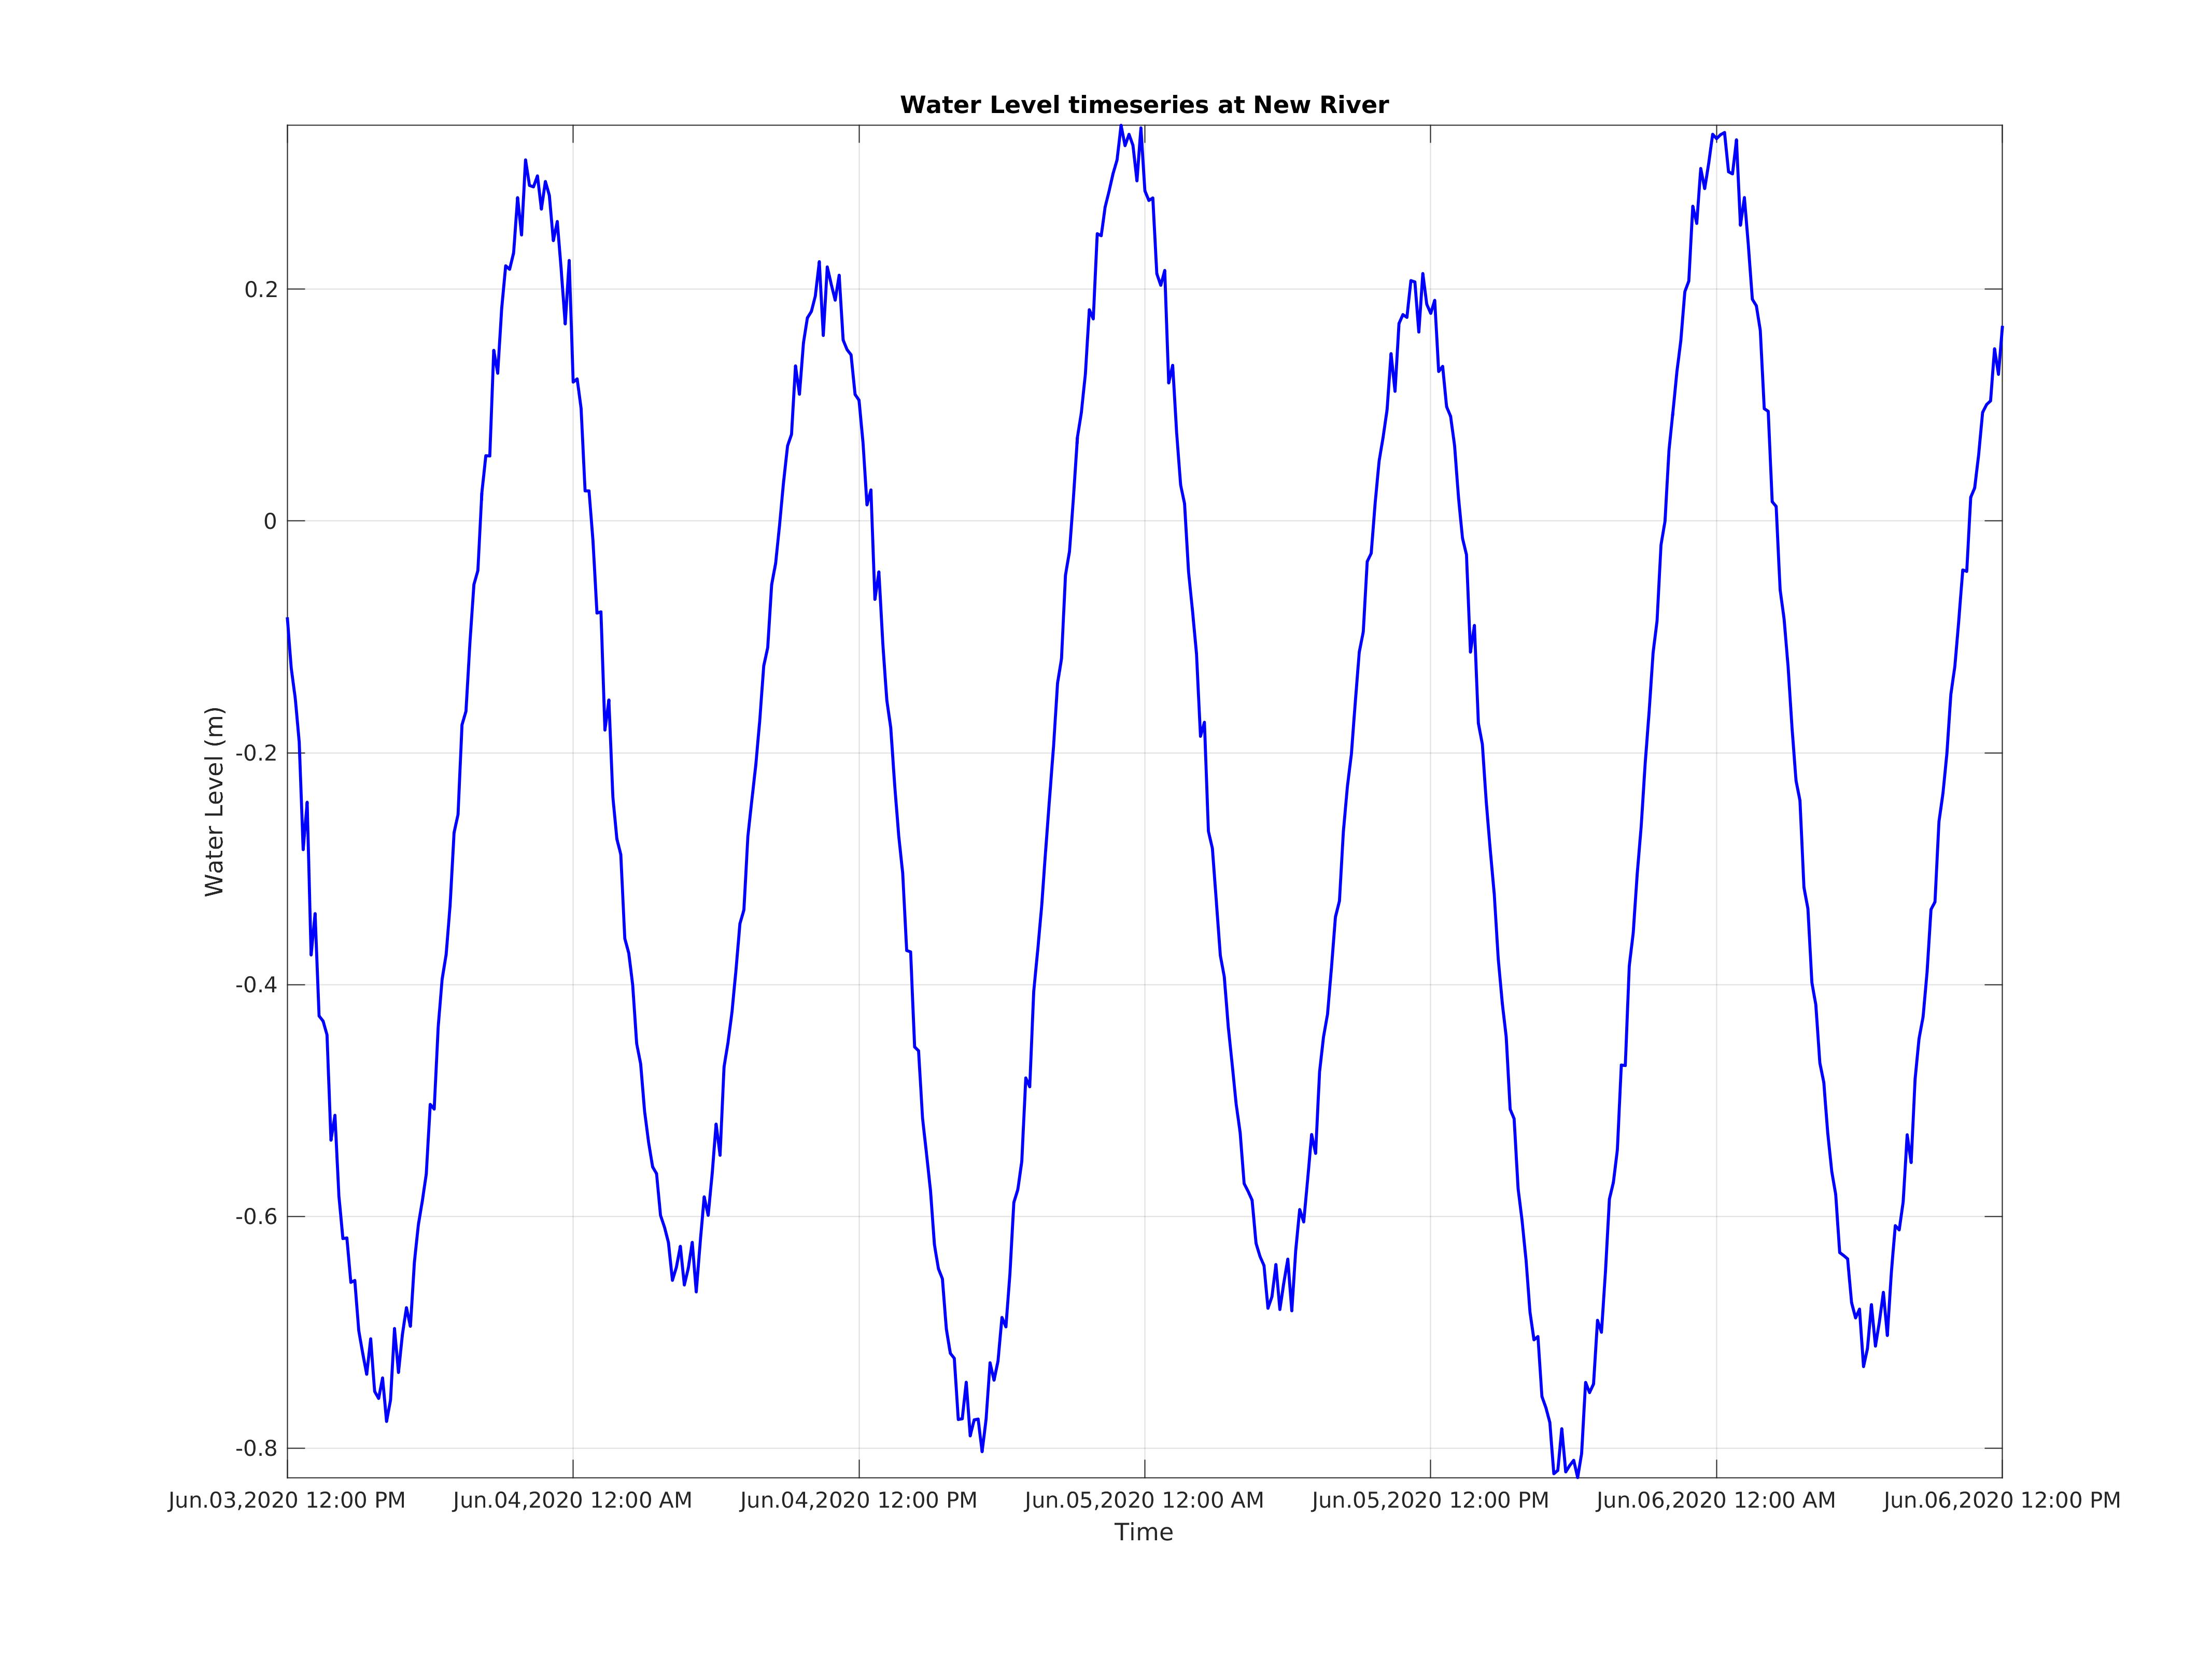 Water Level timeseries at New River
Water Level (m)
0.2
0
-0.2
-0.4
-0.6
-0.8
Jun.03,2020 12:00 PM
Jun.04,2020 12:00 AM
Jun.04,2020 12:00 PM
Jun.05,2020 12:00 AM
Jun.05,2020 12:00 PM
Jun.06,2020 12:00 AM
Jun.06,2020 12:00 PM
Time